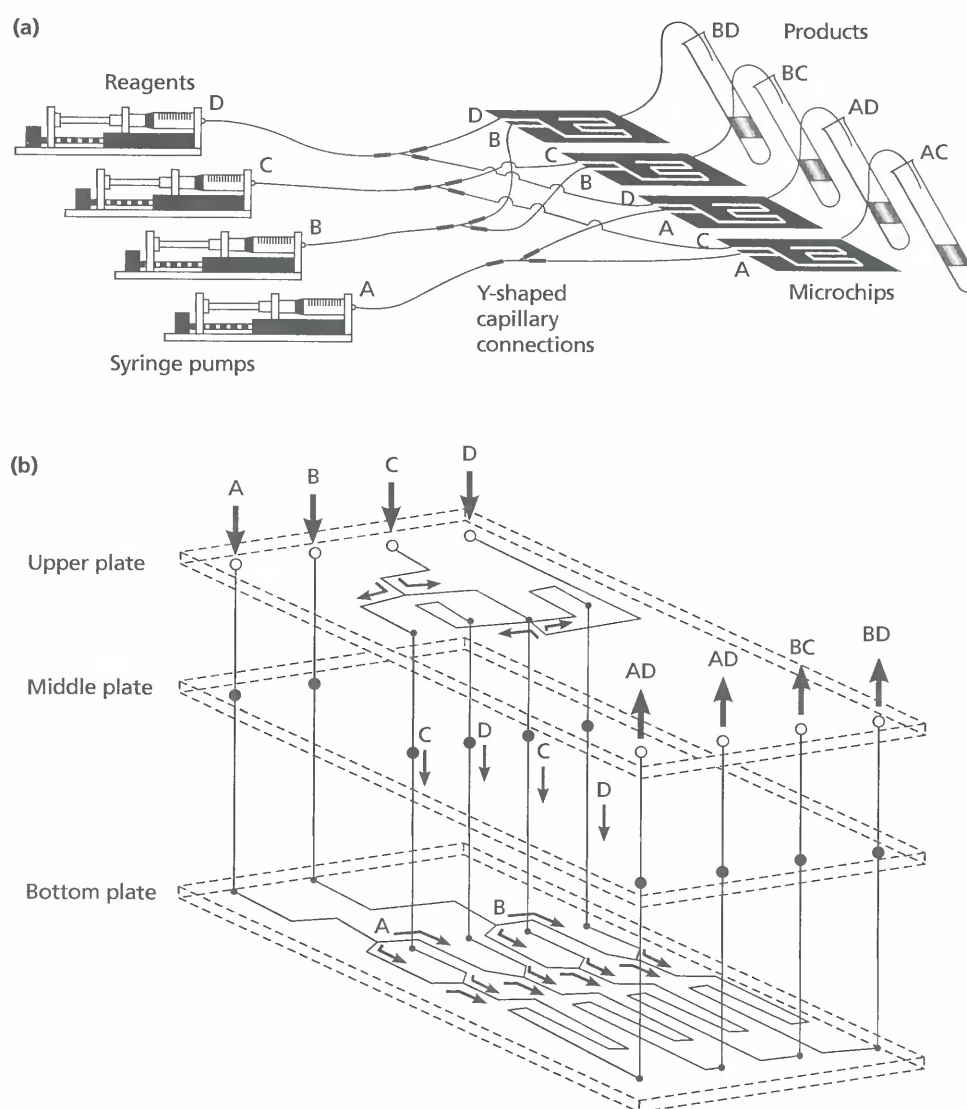 (a)
BD
Products
Reagents
BC
D
AD
D
C
B
AC
C
B
B
D
A
A
C
A
Y-shaped
capillary
connections
Microchips
Syringe pumps
(b)
A
B
C
D
Upper plate
Middle plate
AD
AD
BC
BD
C
D
C
D
Bottom plate
A
B